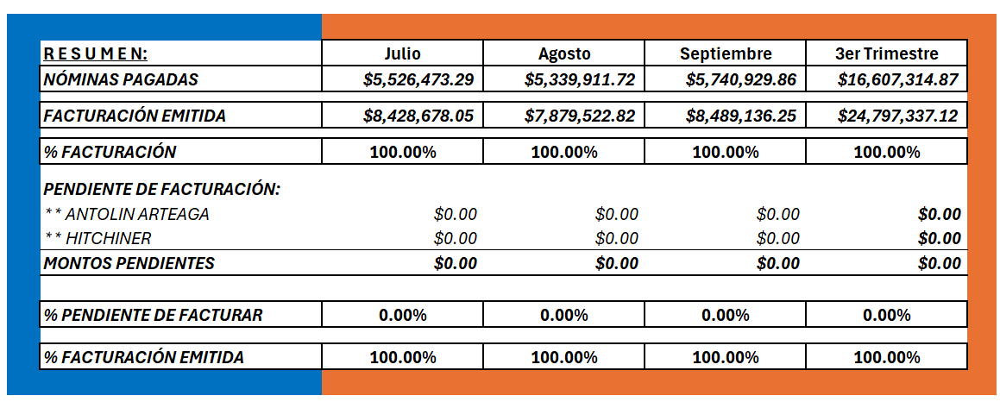 R E S U M E N: Julio Agosto Septiembre 3er Trimestre
NÓMINAS PAGADAS $5,526,473.29 $5,339,911.72 $5,740,929.86 $16,607,314.87
FACTURACIÓN EMITIDA $8,428,678.05 $7,879,522.82 $8,489,136.25 $24,797,337.12
% FACTURACIÓN 100.00% 100.00% 100.00% 100.00%
PENDIENTE DE FACTURACIÓN:
** ANTOLIN ARTEAGA $0.00 $0.00 $0.00 $0.00
** HITCHINER $0.00 $0.00 $0.00 $0.00
MONTOS PENDIENTES $0.00 $0.00 $0.00 $0.00
% PENDIENTE DE FACTURAR 0.00% 0.00% 0.00% 0.00%
% FACTURACIÓN EMITIDA 100.00% 100.00% 100.00% 100.00%